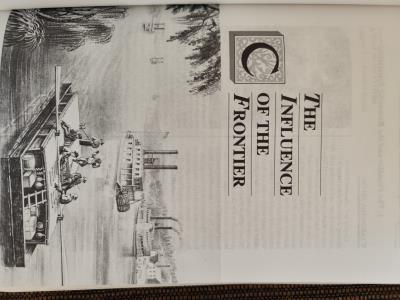 C
THE
INFLUENCE
OF THE
FRONTIER